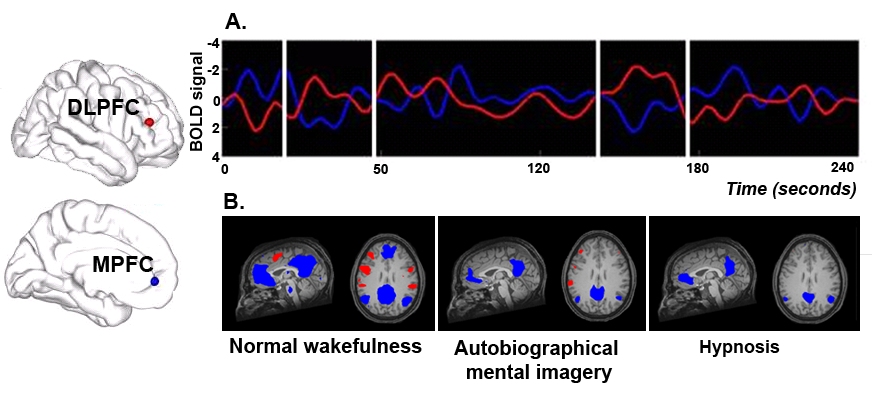 A.
DLPFC
MPFC
BOLD signal
-4
-2
0
2
4
0
50
120
180
240
Time (seconds)
B.
Normal wakefulness
Autobiographical
mental imagery
Hypnosis